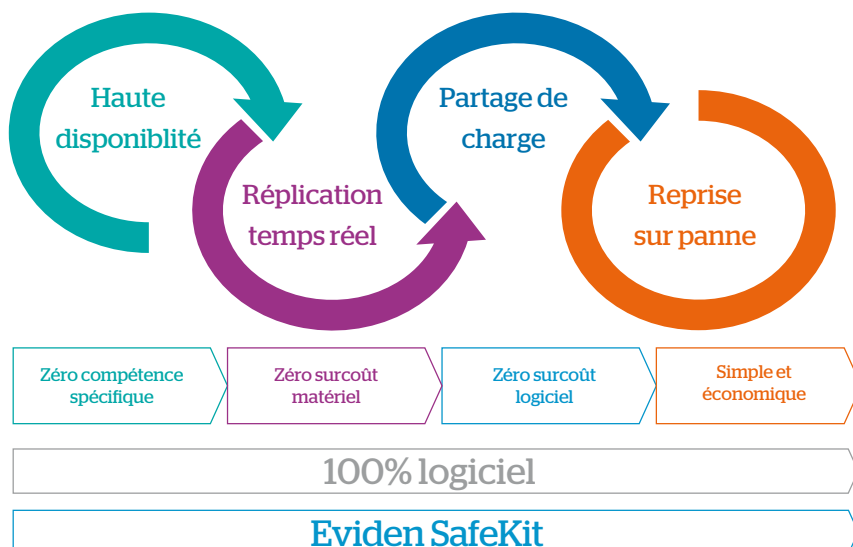 Haute
disponiblité
Réplication
temps réel
Partage de
charge
Reprise
sur panne
Zéro compétence
spécifique
Zéro surcoût
matériel
Zéro surcoût
logiciel
Simple et
économique
100% logiciel
Eviden SafeKit